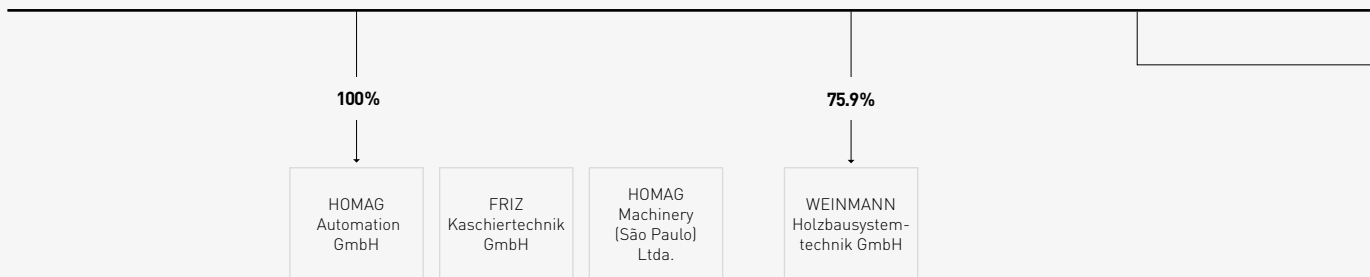 100%
75.9%
HOMAG
Automation
GmbH
FRIZ
Kaschiertechnik
GmbH
HOMAG
Machinery
(São Paulo)
Ltda.
WEINMANN
Holzbausystem-
technik GmbH